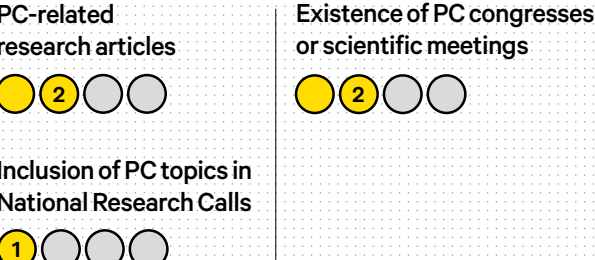 PC-related
research articles
2
Existence of PC congresses
or scientific meetings
2
Inclusion of PC topics in
National Research Calls
1